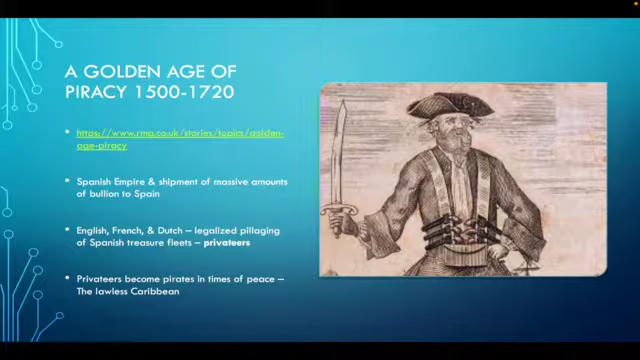 A GOLDEN AGE OF
PIRACY 1500-1720
• https://www.rmg.co.uk/stories/topics/golden-
age-piracy
• Spanish Empire & shipment of massive amounts
of bullion to Spain
• English, French, & Dutch – legalized pillaging
of Spanish treasure fleets – privateers
• Privateers become pirates in times of peace –
The lawless Caribbean